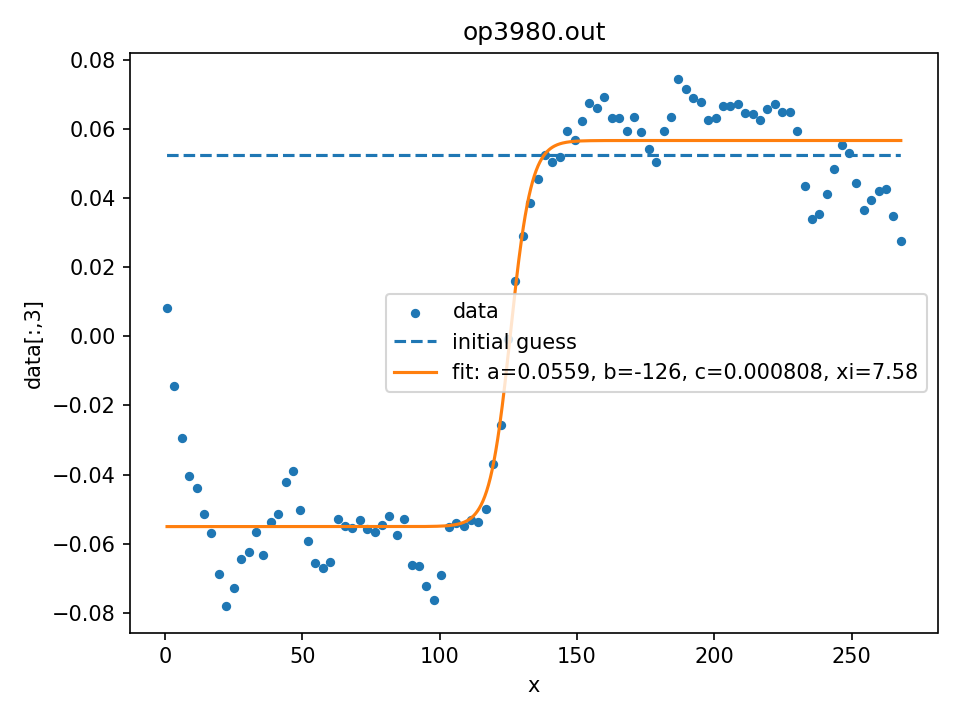 op3980.out
0.08
0.06
0.04
0.02
0.00
−0.02
−0.04
−0.06
−0.08
data[:,3]
data
initial guess
fit: a=0.0559, b=-126, c=0.000808, xi=7.58
0 50 100 150 200 250
x